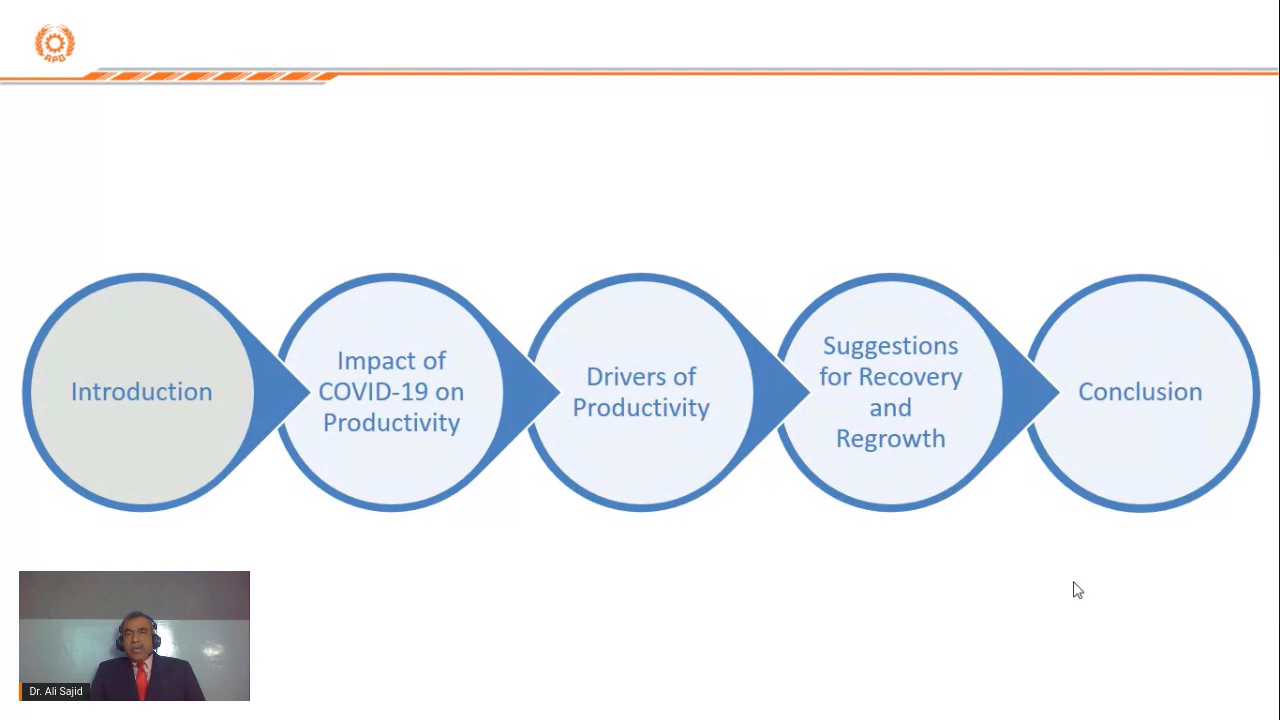 APO
Introduction
Impact of
COVID-19 on
Productivity
Drivers of
Productivity
Suggestions
for Recovery
and
Regrowth
Conclusion
Dr. Ali Sajid